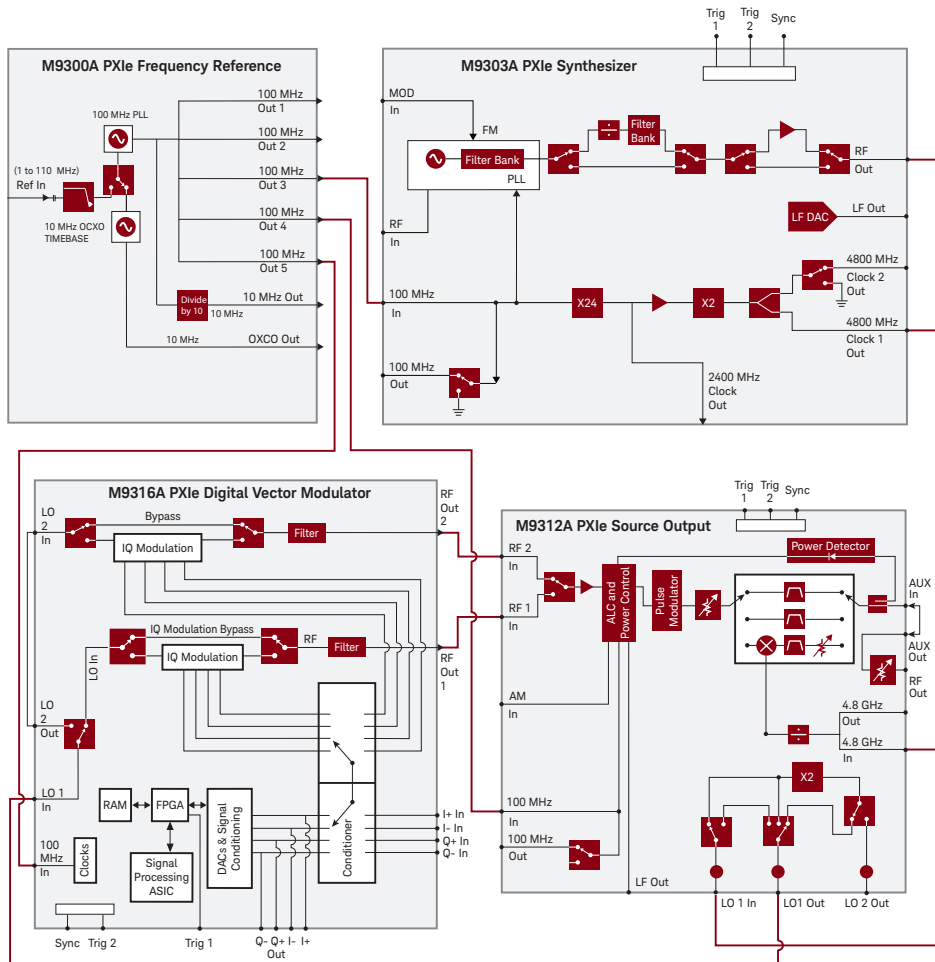 M9300A PXIe Frequency Reference
100 MHz PLL
(1 to 110 MHz)
Ref In
10 MHz OCXO
TIMEBASE
100 MHz
Out 1
100 MHz
Out 2
100 MHz
Out 3
100 MHz
Out 4
100 MHz
Out 5
Divide
by 10
10 MHz Out
10 MHz
10 MHz
OXCO Out
Trig
1
Trig
2
Sync
M9303A PXIe Synthesizer
MOD
In
FM
Filter Bank
PLL
Filter
Bank
RF
Out
RF
In
LF DAC
LF Out
100 MHz
In
X24
X2
4800 MHz
Clock 2
Out
4800 MHz
Clock 1
Out
100 MHz
Out
2400 MHz
Clock
Out
M9316A PXIe Digital Vector Modulator
LO
2
In
Bypass
IQ Modulation
Filter
RF
Out
2
IQ Modulation Bypass
LO In
IQ Modulation
RF
Filter
RF
Out
1
LO
2
Out
LO 1
In
RAM
FPGA
DACs & Signal
Conditioning
Conditioner
I+ In
I- In
Q+ In
Q- In
100
MHz
In
Clocks
Signal
Processing
ASIC
Sync
Trig 2
Trig 1
Q- Q+ I- I+
Out
Trig
1
Trig
2
Sync
M9312A PXIe Source Output
RF 2
In
RF 1
In
ALC and
Power Control
Pulse
Modulator
Power Detector
AUX
In
AUX
Out
RF
Out
AM
In
4.8 GHz
Out
4.8 GHz
In
100 MHz
In
100 MHz
Out
X2
LF Out
LO 1 In
LO1 Out
LO 2 Out